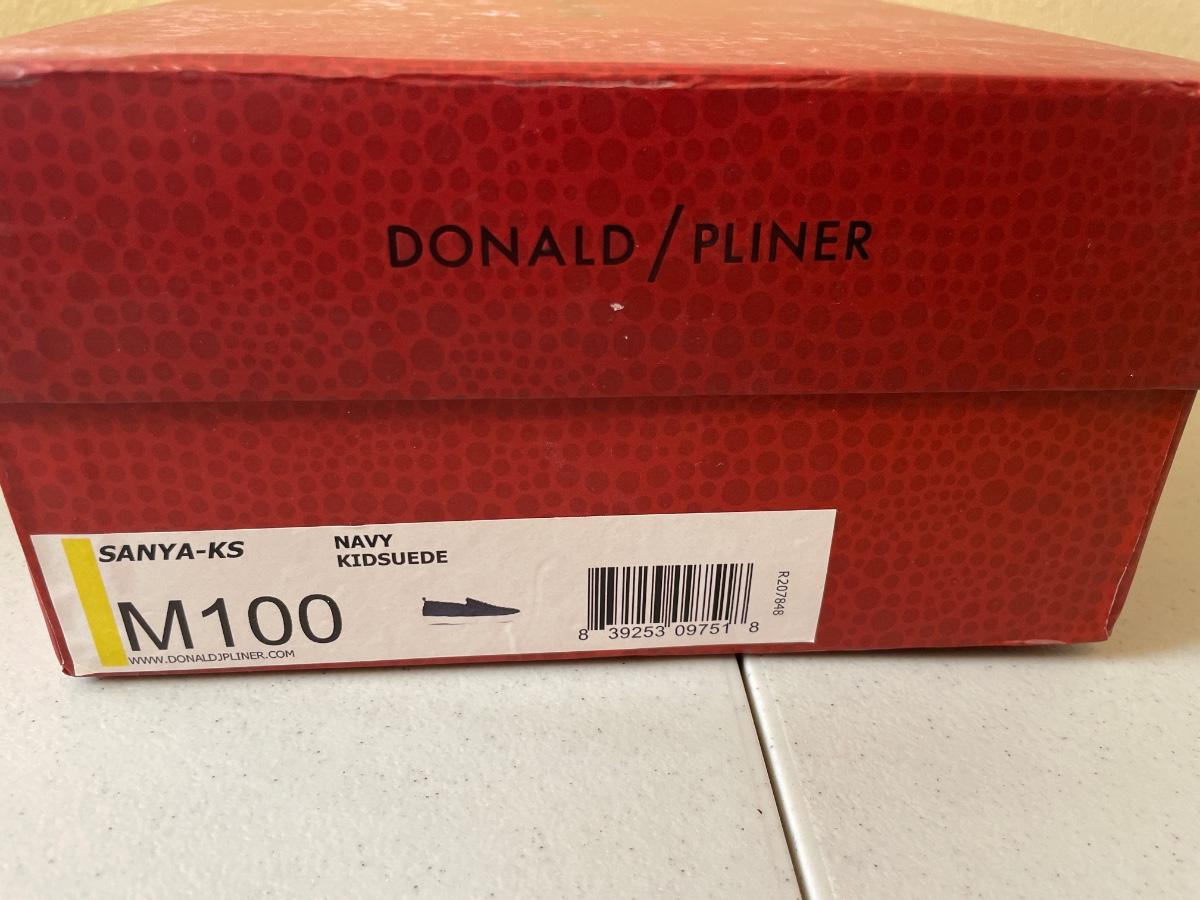 DONALD/PLINER
SANYA-KS
NAVY
KIDSUEDE
M100
WWW.DONALDJPLINER.COM
8 39253 09751 8
R207848